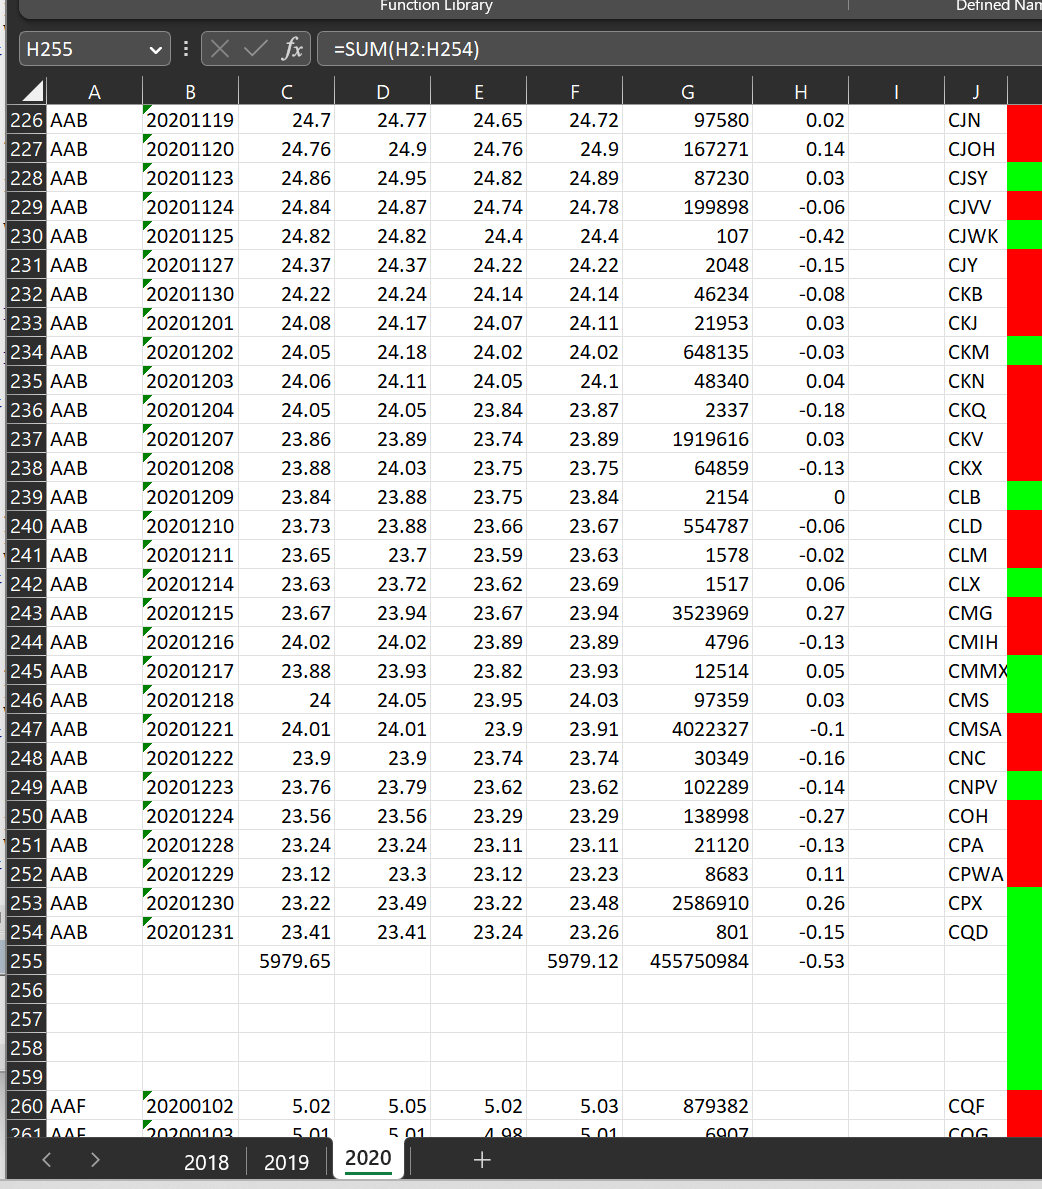 Function Library Defined Nam
H255 fx =SUM(H2:H254)
A B C D E F G H I J
226 AAB 20201119 24.7 24.77 24.65 24.72 97580 0.02 CJN
227 AAB 20201120 24.76 24.9 24.76 24.9 167271 0.14 CJOH
228 AAB 20201123 24.86 24.95 24.82 24.89 87230 0.03 CJSY
229 AAB 20201124 24.84 24.87 24.74 24.78 199898 -0.06 CJVV
230 AAB 20201125 24.82 24.82 24.4 24.4 107 -0.42 CJWK
231 AAB 20201127 24.37 24.37 24.22 24.22 2048 -0.15 CJY
232 AAB 20201130 24.22 24.24 24.14 24.14 46234 -0.08 CKB
233 AAB 20201201 24.08 24.17 24.07 24.11 21953 0.03 CKJ
234 AAB 20201202 24.05 24.18 24.02 24.02 648135 -0.03 CKM
235 AAB 20201203 24.06 24.11 24.05 24.1 48340 0.04 CKN
236 AAB 20201204 24.05 24.05 23.84 23.87 2337 -0.18 CKQ
237 AAB 20201207 23.86 23.89 23.74 23.89 1919616 0.03 CKV
238 AAB 20201208 23.88 24.03 23.75 23.75 64859 -0.13 CKX
239 AAB 20201209 23.84 23.88 23.75 23.84 2154 0 CLB
240 AAB 20201210 23.73 23.88 23.66 23.67 554787 -0.06 CLD
241 AAB 20201211 23.65 23.7 23.59 23.63 1578 -0.02 CLM
242 AAB 20201214 23.63 23.72 23.62 23.69 1517 0.06 CLX
243 AAB 20201215 23.67 23.94 23.67 23.94 3523969 0.27 CMG
244 AAB 20201216 24.02 24.02 23.89 23.89 4796 -0.13 CMIH
245 AAB 20201217 23.88 23.93 23.82 23.93 12514 0.05 CMMX
246 AAB 20201218 24 24.05 23.95 24.03 97359 0.03 CMS
247 AAB 20201221 24.01 24.01 23.9 23.91 4022327 -0.1 CMSA
248 AAB 20201222 23.9 23.9 23.74 23.74 30349 -0.16 CNC
249 AAB 20201223 23.76 23.79 23.62 23.62 102289 -0.14 CNPV
250 AAB 20201224 23.56 23.56 23.29 23.29 138998 -0.27 COH
251 AAB 20201228 23.24 23.24 23.11 23.11 21120 -0.13 CPA
252 AAB 20201229 23.12 23.3 23.12 23.23 8683 0.11 CPWA
253 AAB 20201230 23.22 23.49 23.22 23.48 2586910 0.26 CPX
254 AAB 20201231 23.41 23.41 23.24 23.26 801 -0.15 CQD
255 5979.65 5979.12 455750984 -0.53
256
257
258
259
260 AAF 20200102 5.02 5.05 5.02 5.03 879382 CQF
261 AAF 20200103 5.01 5.01 4.98 5.01 6907 CQG
2018 2019 2020